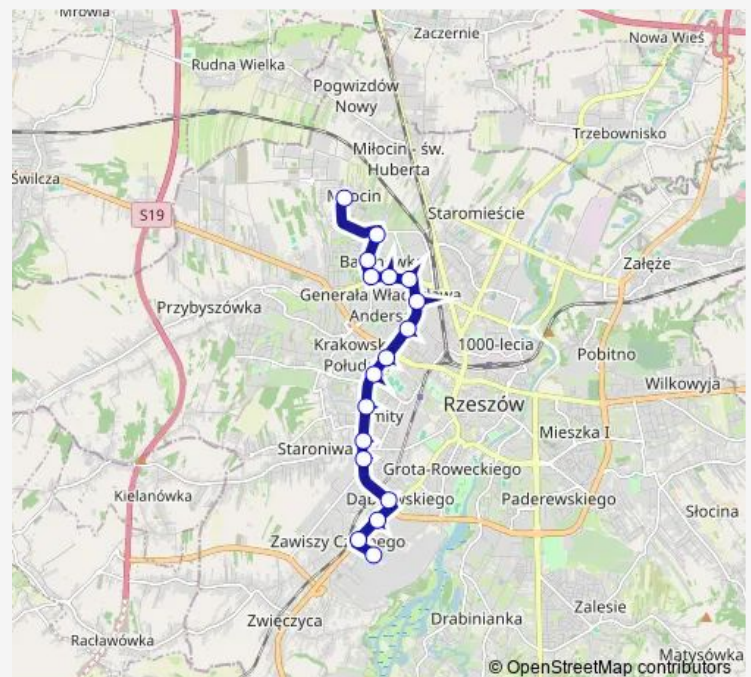 Mrowla
Zaczernie
Nowa Wieś
Rudna Wielka
Pogwizdów
Nowy
Trzebownisko
Miłocin - św.
Huberta
Świlcza
S19
Staromieście
Załęże
Przybyszówka
Generała Wład
Anders
1000-lecia
Krakowsk
Połud
Pobitno
Wilkowyja
Rzeszów
Mieszka I
Staroniwa
Grota-Roweckiego
Kielanówka
Paderewskiego
Słocina
Zawiszy C
Zwięczyca
Zalesie
Drabinianka
Racławówka
Matysówka
© OpenStreetMap contributors